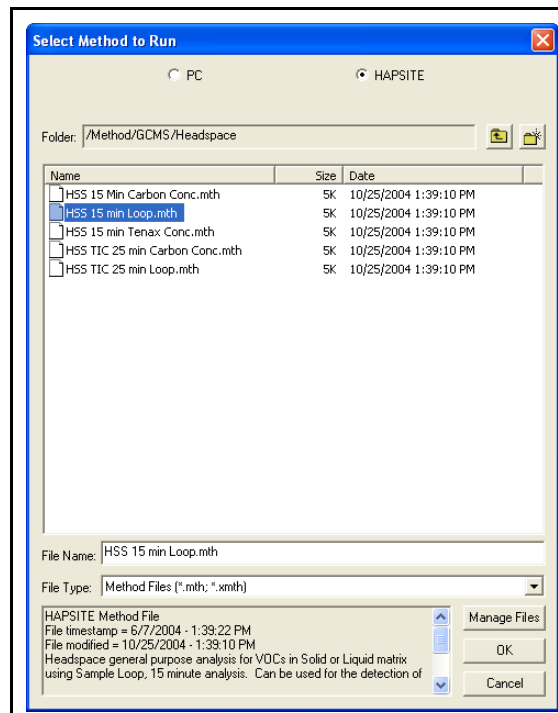 Select Method to Run
PC HAPSITE
Folder: /Method/GCMS/Headspace
Name Size Date
HSS 15 Min Carbon Conc.mth 5K 10/25/2004 1:39:10 PM
HSS 15 min Loop.mth 5K 10/25/2004 1:39:10 PM
HSS 15 min Tenax Conc.mth 5K 10/25/2004 1:39:10 PM
HSS TIC 25 min Carbon Conc.mth 5K 10/25/2004 1:39:10 PM
HSS TIC 25 min Loop.mth 5K 10/25/2004 1:39:10 PM
File Name: HSS 15 min Loop.mth
File Type: Method Files (*.mth; *.xmth)
HAPSITE Method File
File timestamp = 6/7/2004 - 1:39:22 PM
File modified = 10/25/2004 - 1:39:10 PM
Headspace general purpose analysis for VOCs in Solid or Liquid matrix
using Sample Loop, 15 minute analysis. Can be used for the detection of
Manage Files
OK
Cancel